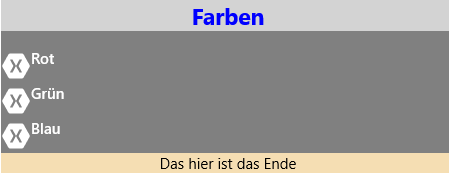 Farben
Rot
Grün
Blau
Das hier ist das Ende